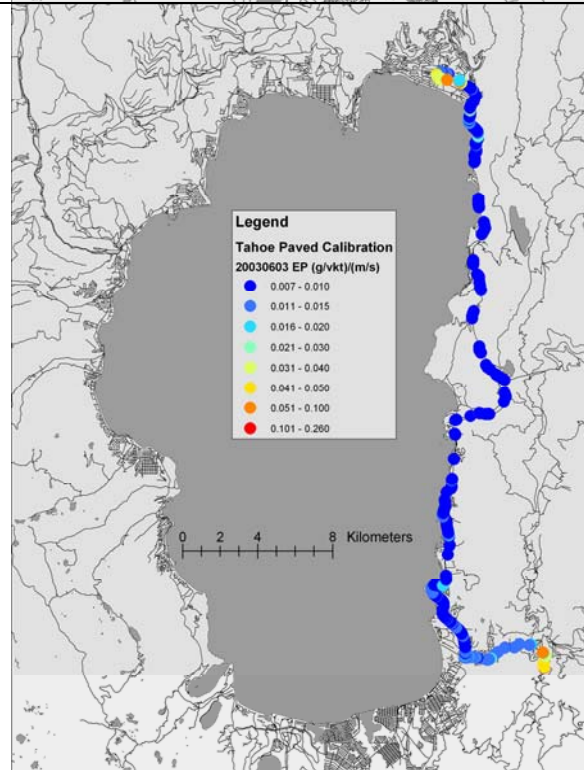 Legend
Tahoe Paved Calibration
20030603 EP (g/vkt)/(m/s)
0.007 - 0.010
0.011 - 0.015
0.016 - 0.020
0.021 - 0.030
0.031 - 0.040
0.041 - 0.050
0.051 - 0.100
0.101 - 0.260
0 2 4 8 Kilometers